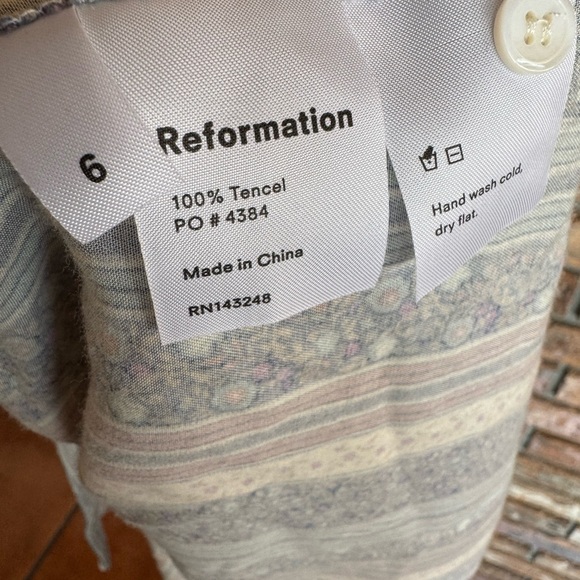 6
Reformation
100% Tencel
PO # 4384
Made in China
RN143248
Hand wash cold,
dry flat.